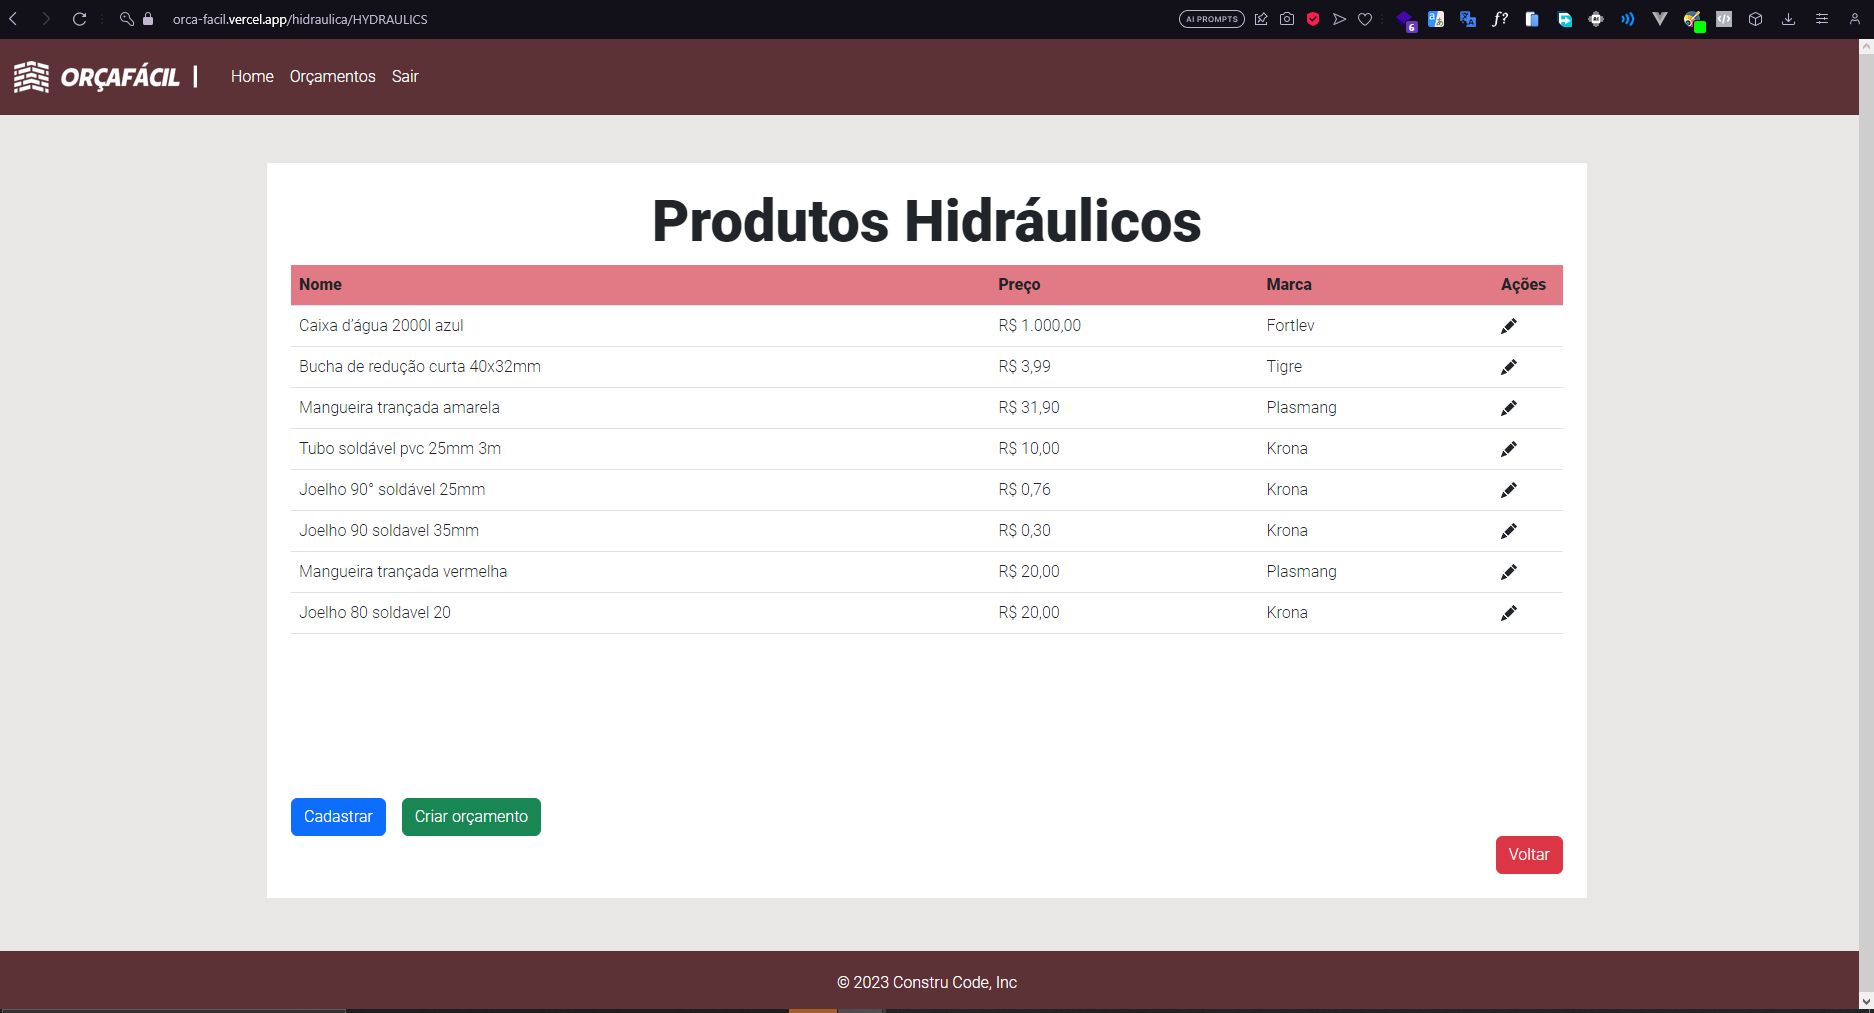 orca-facil.vercel.app/hidraulica/HYDRAULICS
AI PROMPTS
f?
6
ORÇAFÁCIL | Home Orçamentos Sair
Produtos Hidráulicos
Nome Preço Marca Ações
Caixa d'água 2000l azul R$ 1.000,00 Fortlev
Bucha de redução curta 40x32mm R$ 3,99 Tigre
Mangueira trançada amarela R$ 31,90 Plasmang
Tubo soldável pvc 25mm 3m R$ 10,00 Krona
Joelho 90° soldável 25mm R$ 0,76 Krona
Joelho 90 soldavel 35mm R$ 0,30 Krona
Mangueira trançada vermelha R$ 20,00 Plasmang
Joelho 80 soldavel 20 R$ 20,00 Krona
Cadastrar Criar orçamento
Voltar
© 2023 Constru Code, Inc